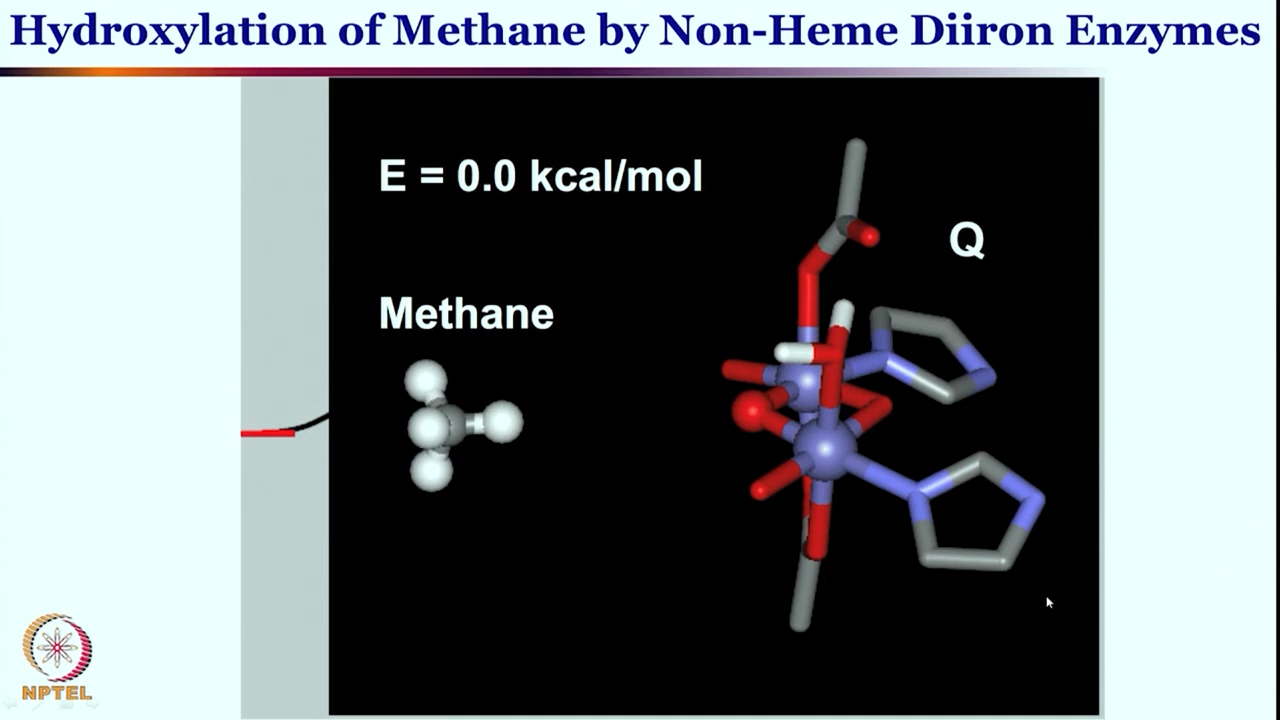 Hydroxylation of Methane by Non-Heme Diiron Enzymes
E = 0.0 kcal/mol
Q
Methane
NPTEL